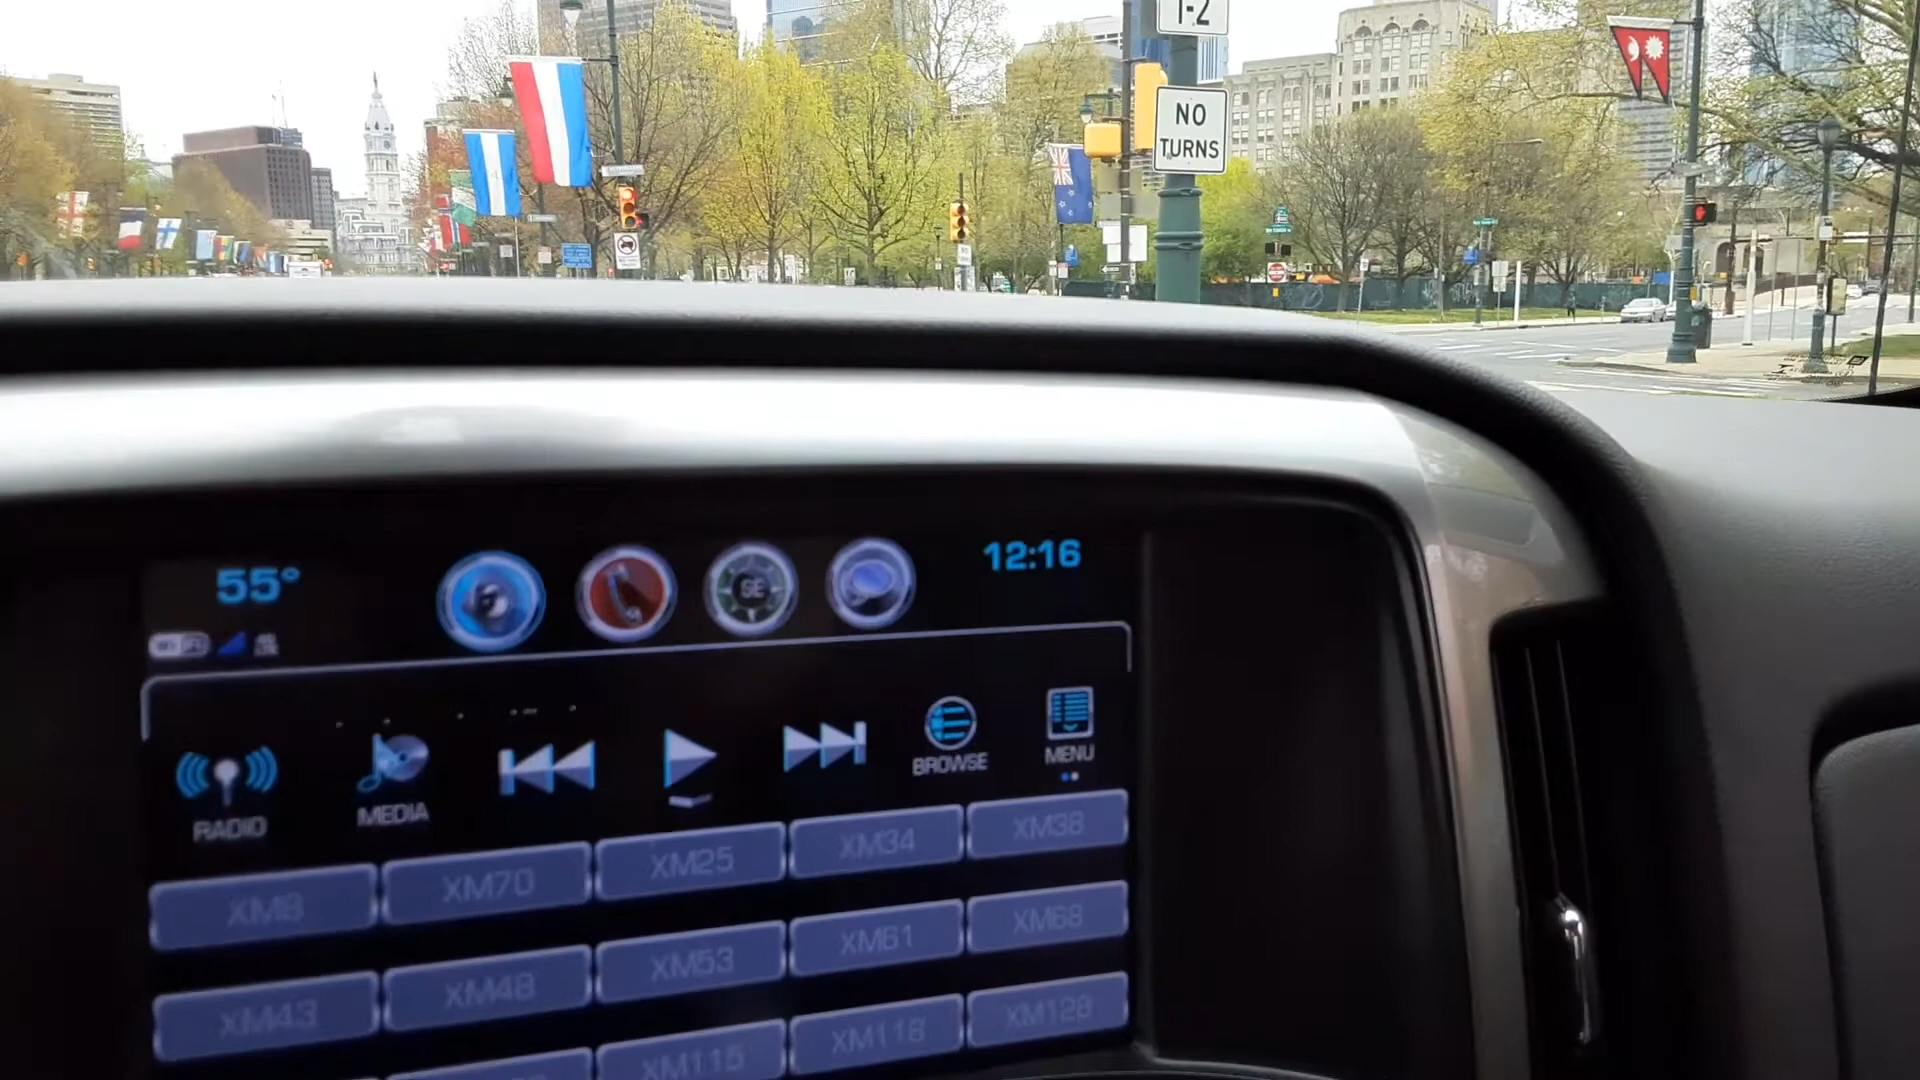 1-2
NO
TURNS
55°
12:16
RADIO
MEDIA
BROWSE
MENU
XM8
XM70
XM25
XM34
XM38
XM43
XM48
XM53
XM61
XM68
XM115
XM118
XM128